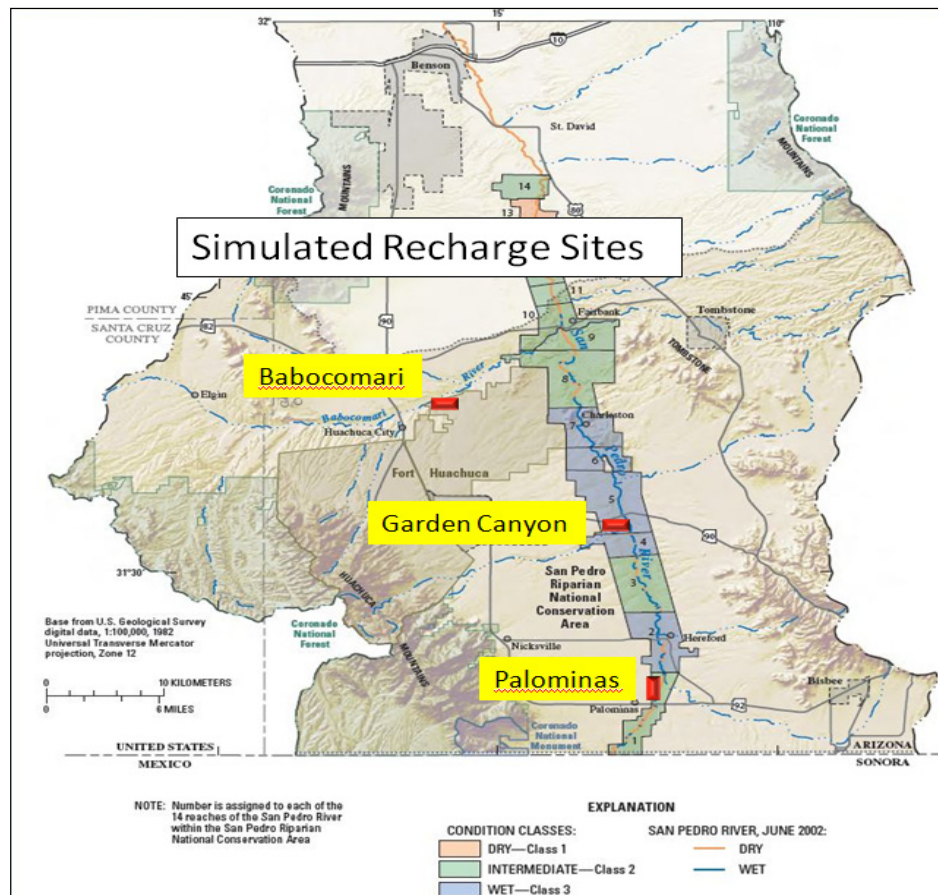 32°
15'
110°
10
Benson
St. David
Coronado
National
Forest
MOUNTAINS
Coronado
National
Forest
MOUNTAINS
14
13
80
Simulated Recharge Sites
45'
PIMA COUNTY
SANTA CRUZ
COUNTY
82
90
10
11
Fairbank
Tombstone
TOMBSTONE
9
San
Babocomari
River
8
Elgin
Babocomari
Huachuca City
7
Charleston
Pedro
6
Fort Huachuca
5
Garden Canyon
4
90
River
31°30'
HUACHUCA
MOUNTAINS
San Pedro
Riparian
National
Conservation
Area
3
Base from U.S. Geological Survey
digital data, 1:100,000, 1982
Universal Transverse Mercator
projection, Zone 12
Coronado
National
Forest
Nicksville
2
Hereford
0 10 KILOMETERS
0 6 MILES
Palominas
Bisbee
Palominas
92
Coronado
National
Monument
1
UNITED STATES
MEXICO
ARIZONA
SONORA
NOTE: Number is assigned to each of the
14 reaches of the San Pedro River
within the San Pedro Riparian
National Conservation Area
EXPLANATION
CONDITION CLASSES:
DRY—Class 1
INTERMEDIATE—Class 2
WET—Class 3
SAN PEDRO RIVER, JUNE 2002:
DRY
WET